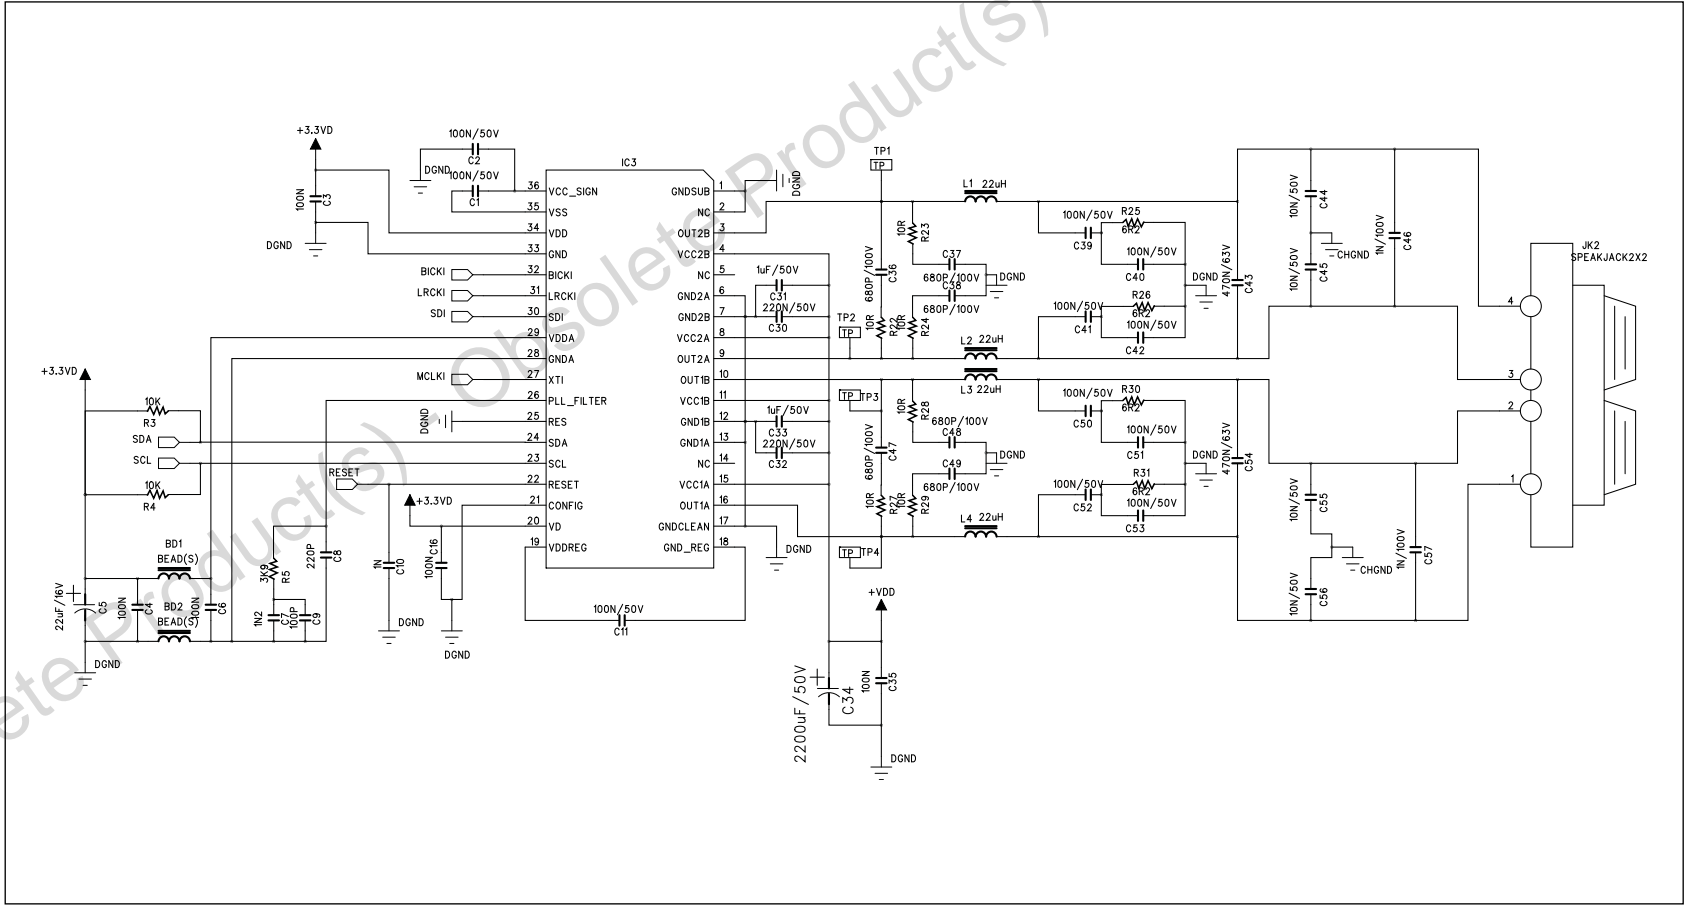 Obsolete Product(s) - Obsolete Product(s)
+3.3VD
100N
C3
DGND
100N/50V
C2
DGND
100N/50V
C1
IC3
36 VCC_SIGN
35 VSS
34 VDD
33 GND
32 BICKI
31 LRCKI
30 SDI
29 VDDA
28 GNDA
27 XTI
26 PLL_FILTER
25 RES
24 SDA
23 SCL
22 RESET
21 CONFIG
20 VD
19 VDDREG
GNDSUB 1
NC 2
OUT2B 3
VCC2B 4
NC 5
GND2A 6
GND2B 7
VCC2A 8
OUT2A 9
OUT1B 10
VCC1B 11
GND1B 12
GND1A 13
NC 14
VCC1A 15
OUT1A 16
GNDCLEAN 17
GND_REG 18
BICKI
LRCKI
SDI
MCLKI
DGND
+3.3VD
10K
R3
SDA
SCL
10K
R4
RESET
+3.3VD
BD1
BEAD(S)
BD2
BEAD(S)
22uF/16V
C5
100N
C4
100N
C6
DGND
3K9
R5
1N2
C7
100P
C9
220P
C8
1N
C10
DGND
100N
C16
DGND
100N/50V
C11
DGND
1uF/50V
C31
220N/50V
C30
1uF/50V
C33
220N/50V
C32
DGND
+VDD
2200uF/50V
C34
100N
C35
DGND
TP1
TP
TP2
TP
TP TP3
TP TP4
680P/100V
C36
10R
R22
10R
R23
C37
680P/100V
C38
680P/100V
10R
R24
DGND
L1 22uH
L2 22uH
L3 22uH
L4 22uH
680P/100V
C47
10R
R27
10R
R28
680P/100V
C48
C49
680P/100V
10R
R29
DGND
100N/50V
C39
R25
6R2
100N/50V
C40
100N/50V
C41
R26
6R2
100N/50V
C42
DGND
100N/50V
C50
R30
6R2
100N/50V
C51
100N/50V
C52
R31
6R2
100N/50V
C53
DGND
470N/63V
C43
470N/63V
C54
10N/50V
C44
10N/50V
C45
CHGND
1N/100V
C46
10N/50V
C55
10N/50V
C56
CHGND
1N/100V
C57
JK2
SPEAKJACK2X2
4
3
2
1